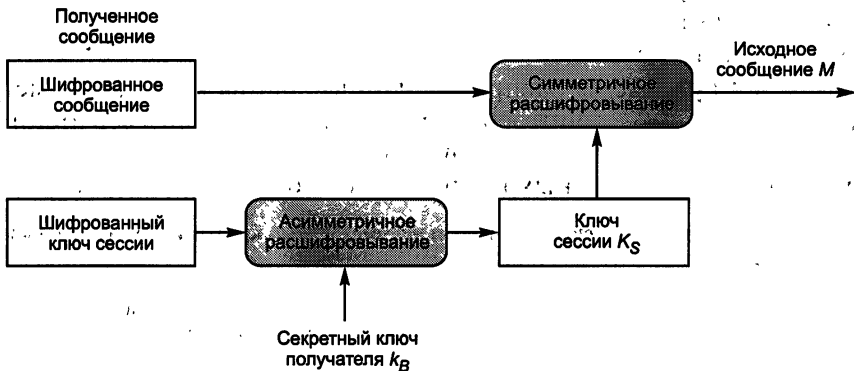 Полученное
сообщение
Шифрованное
сообщение
Симметричное
расшифровывание
Исходное
сообщение M
Шифрованный
ключ сессии
Асимметричное
расшифровывание
Ключ
сессии K_S
Секретный ключ
получателя k_B